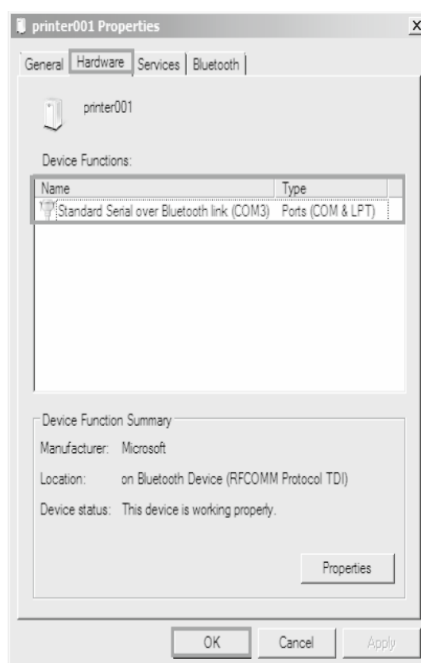 printer001 Properties X
General Hardware Services Bluetooth
printer001
Device Functions:
Name Type
Standard Serial over Bluetooth link (COM3) Ports (COM & LPT)
Device Function Summary
Manufacturer: Microsoft
Location: on Bluetooth Device (RFCOMM Protocol TDI)
Device status: This device is working properly.
Properties
OK Cancel Apply